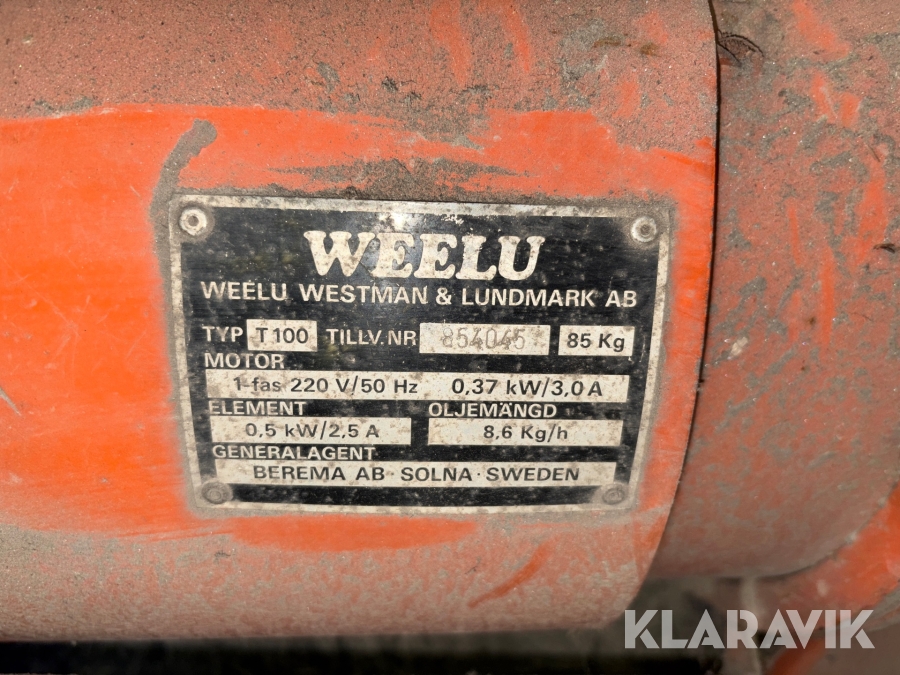 WEELU
WEELU WESTMAN & LUNDMARK AB
TYP T100 TILLV.NR 854045 85 Kg
MOTOR
1-fas 220 V/50 Hz 0,37 kW/3,0 A
ELEMENT OLJEMÄNGD
0,5 kW/2,5 A 8,6 Kg/h
GENERALAGENT
BEREMA AB · SOLNA · SWEDEN
KLARAVIK